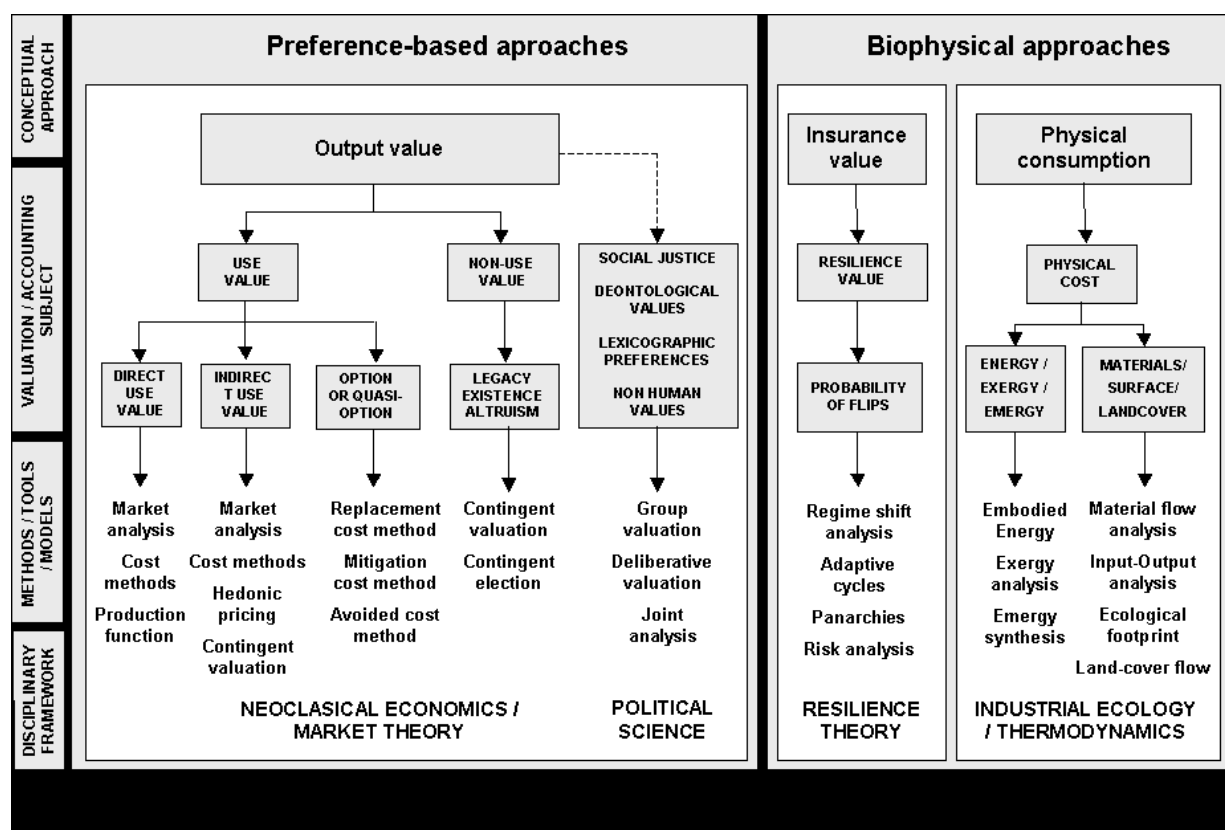 CONCEPTUAL
APPROACH
VALUATION / ACCOUNTING
SUBJECT
METHODS / TOOLS
/ MODELS
DISCIPLINARY
FRAMEWORK
Preference-based aproaches
Output value
USE
VALUE
NON-USE
VALUE
SOCIAL JUSTICE
DEONTOLOGICAL
VALUES
LEXICOGRAPHIC
PREFERENCES
NON HUMAN
VALUES
DIRECT
USE
VALUE
INDIREC
T USE
VALUE
OPTION
OR QUASI-
OPTION
LEGACY
EXISTENCE
ALTRUISM
Market
analysis
Cost
methods
Production
function
Market
analysis
Cost methods
Hedonic
pricing
Contingent
valuation
Replacement
cost method
Mitigation
cost method
Avoided cost
method
Contingent
valuation
Contingent
election
Group
valuation
Deliberative
valuation
Joint
analysis
NEOCLASICAL ECONOMICS /
MARKET THEORY
POLITICAL
SCIENCE
Biophysical approaches
Insurance
value
RESILIENCE
VALUE
PROBABILITY
OF FLIPS
Regime shift
analysis
Adaptive
cycles
Panarchies
Risk analysis
RESILIENCE
THEORY
Physical
consumption
PHYSICAL
COST
ENERGY /
EXERGY /
EMERGY
MATERIALS/
SURFACE/
LANDCOVER
Embodied
Energy
Exergy
analysis
Emergy
synthesis
Material flow
analysis
Input-Output
analysis
Ecological
footprint
Land-cover flow
INDUSTRIAL ECOLOGY
/ THERMODYNAMICS